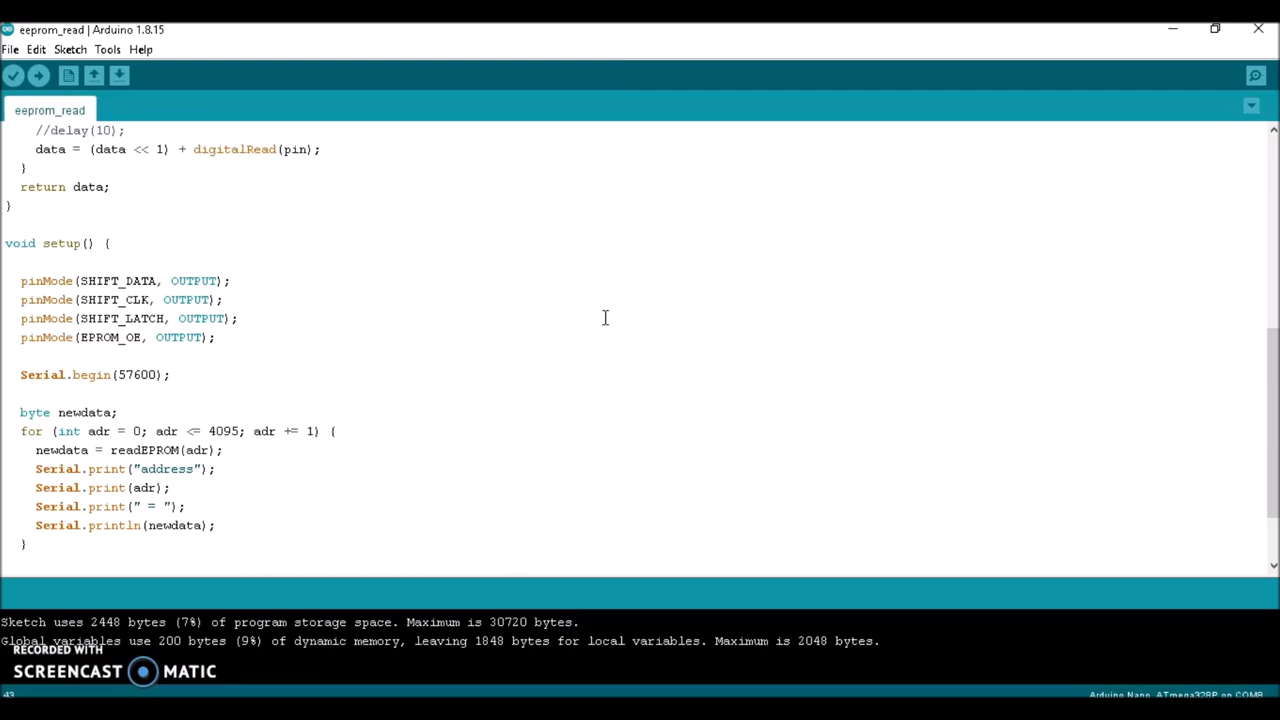 eeprom_read | Arduino 1.8.15
File Edit Sketch Tools Help
eeprom_read
//delay(10);
data = (data << 1) + digitalRead(pin);
}
return data;
}
void setup() {
pinMode(SHIFT_DATA, OUTPUT);
pinMode(SHIFT_CLK, OUTPUT);
pinMode(SHIFT_LATCH, OUTPUT);
pinMode(EPROM_OE, OUTPUT);
Serial.begin(57600);
byte newdata;
for (int adr = 0; adr <= 4095; adr += 1) {
newdata = readEPROM(adr);
Serial.print("address");
Serial.print(adr);
Serial.print(" = ");
Serial.println(newdata);
}
Sketch uses 2448 bytes (7%) of program storage space. Maximum is 30720 bytes.
Global variables use 200 bytes (9%) of dynamic memory, leaving 1848 bytes for local variables. Maximum is 2048 bytes.
RECORDED WITH
SCREENCAST MATIC
43
Arduino Nano, ATmega328P on COM8